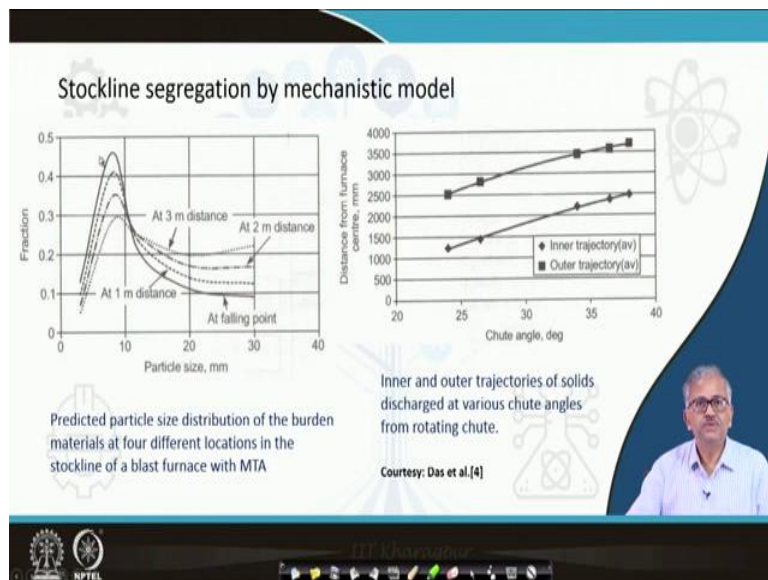 Stockline segregation by mechanistic model
0.5
0.4
0.3
0.2
0.1
0
Fraction
At 3 m distance
At 2 m distance
At 1 m distance
At falling point
0
10
20
30
40
Particle size, mm
4000
3500
3000
2500
2000
1500
1000
500
0
Distance from furnace
centre, mm
Inner trajectory(av)
Outer trajectory(av)
20
25
30
35
40
Chute angle, deg
Predicted particle size distribution of the burden
materials at four different locations in the
stockline of a blast furnace with MTA
Inner and outer trajectories of solids
discharged at various chute angles
from rotating chute.
Courtesy: Das et al.[4]
IIT Kharagpur
NPTEL